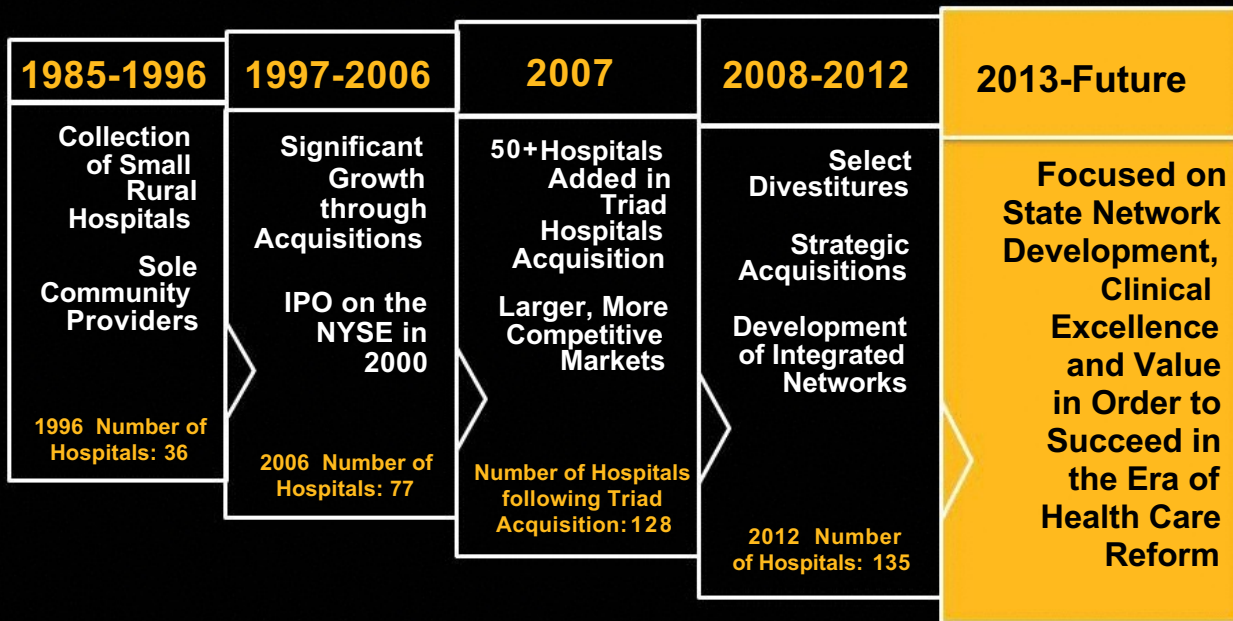 1985-1996
Collection
of Small
Rural
Hospitals
Sole
Community
Providers
1996 Number of
Hospitals: 36
1997-2006
Significant
Growth
through
Acquisitions
IPO on the
NYSE in
2000
2006 Number of
Hospitals: 77
2007
50+Hospitals
Added in
Triad
Hospitals
Acquisition
Larger, More
Competitive
Markets
Number of Hospitals
following Triad
Acquisition: 128
2008-2012
Select
Divestitures
Strategic
Acquisitions
Development
of Integrated
Networks
2012 Number
of Hospitals: 135
2013-Future
Focused on
State Network
Development,
Clinical
Excellence
and Value
in Order to
Succeed in
the Era of
Health Care
Reform